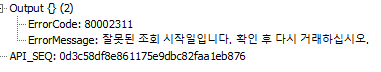 Output {} (2)
ErrorCode: 80002311
ErrorMessage: 잘못된 조회 시작일입니다. 확인 후 다시 거래하십시오.
API_SEQ: 0d3c58df8e861175e9dbc82faa1eb876